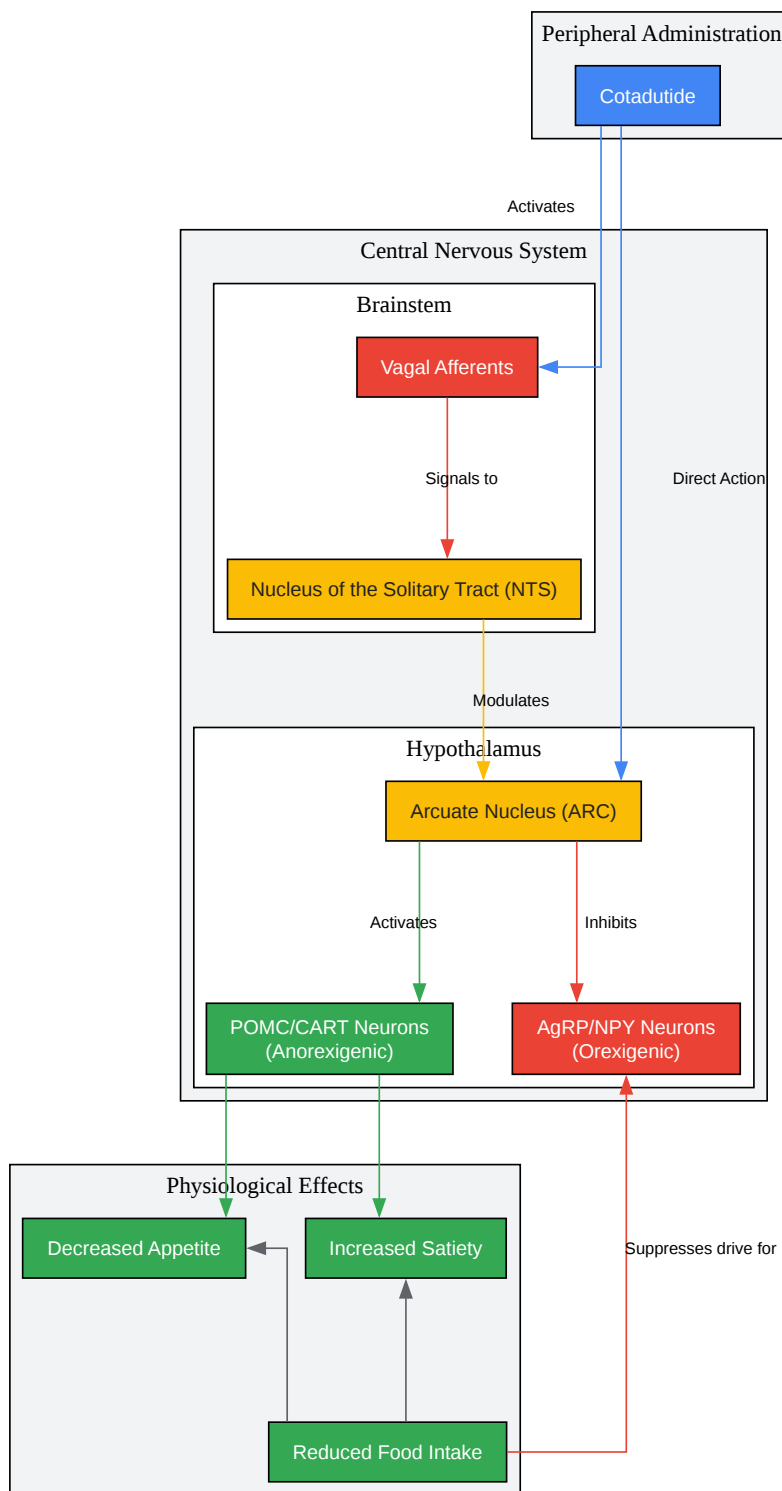 Peripheral Administration
Cotadutide
Activates
Central Nervous System
Brainstem
Vagal Afferents
Signals to
Direct Action
Nucleus of the Solitary Tract (NTS)
Modulates
Hypothalamus
Arcuate Nucleus (ARC)
Activates
Inhibits
POMC/CART Neurons
(Anorexigenic)
AgRP/NPY Neurons
(Orexigenic)
Physiological Effects
Decreased Appetite
Increased Satiety
Suppresses drive for
Reduced Food Intake